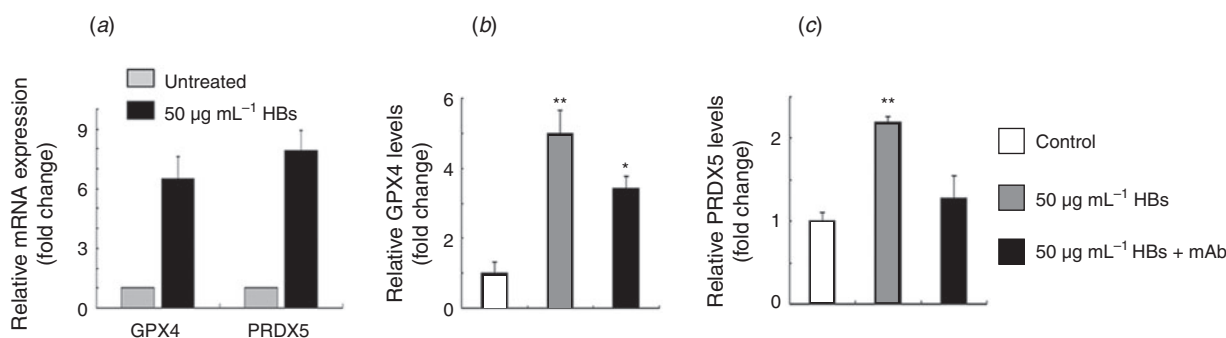 (a)
Untreated
50 µg mL–1 HBs
Relative mRNA expression
(fold change)
9
6
3
0
GPX4 PRDX5
(b)
Relative GPX4 levels
(fold change)
6
4
2
0
**
*
(c)
Relative PRDX5 levels
(fold change)
2
1
0
**
Control
50 µg mL–1 HBs
50 µg mL–1 HBs + mAb